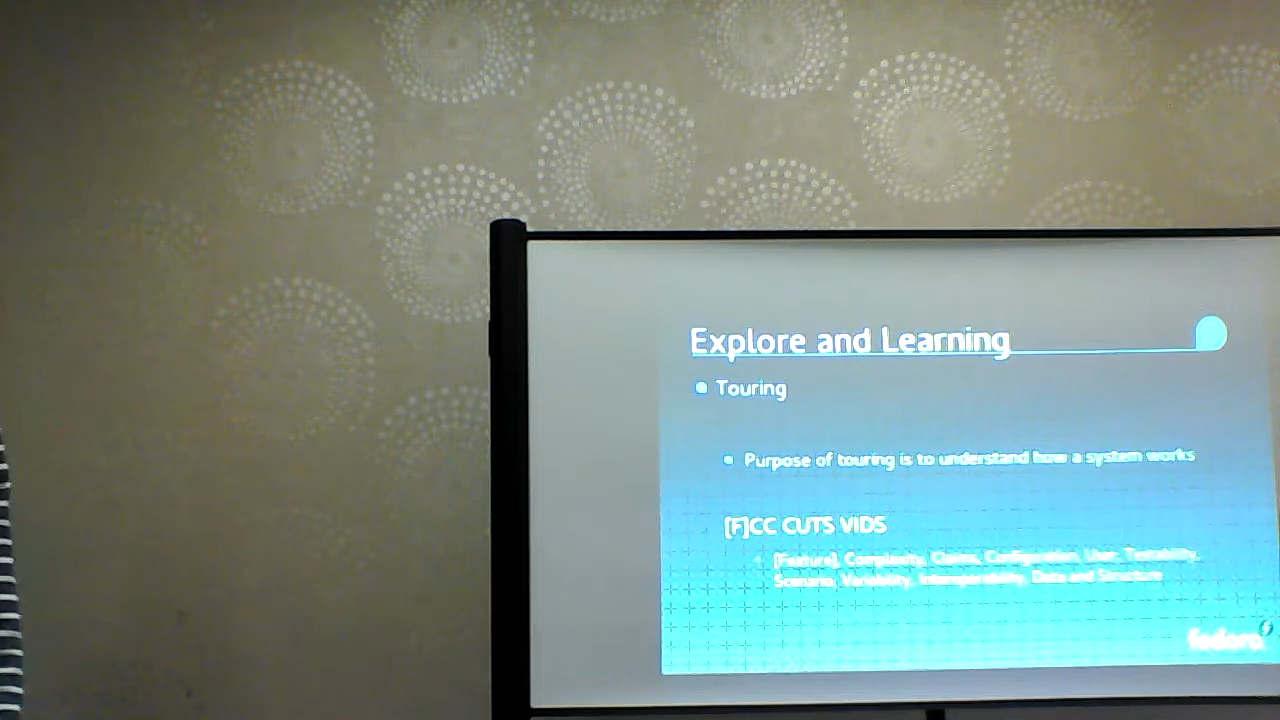 Explore and Learning
Touring
Purpose of touring is to understand how a system works
[F]CC CUTS VIDS
[Feature], Complexity, Claims, Configuration, User, Testability,
Scenario, Variability, Interoperability, Data and Structure
fedora